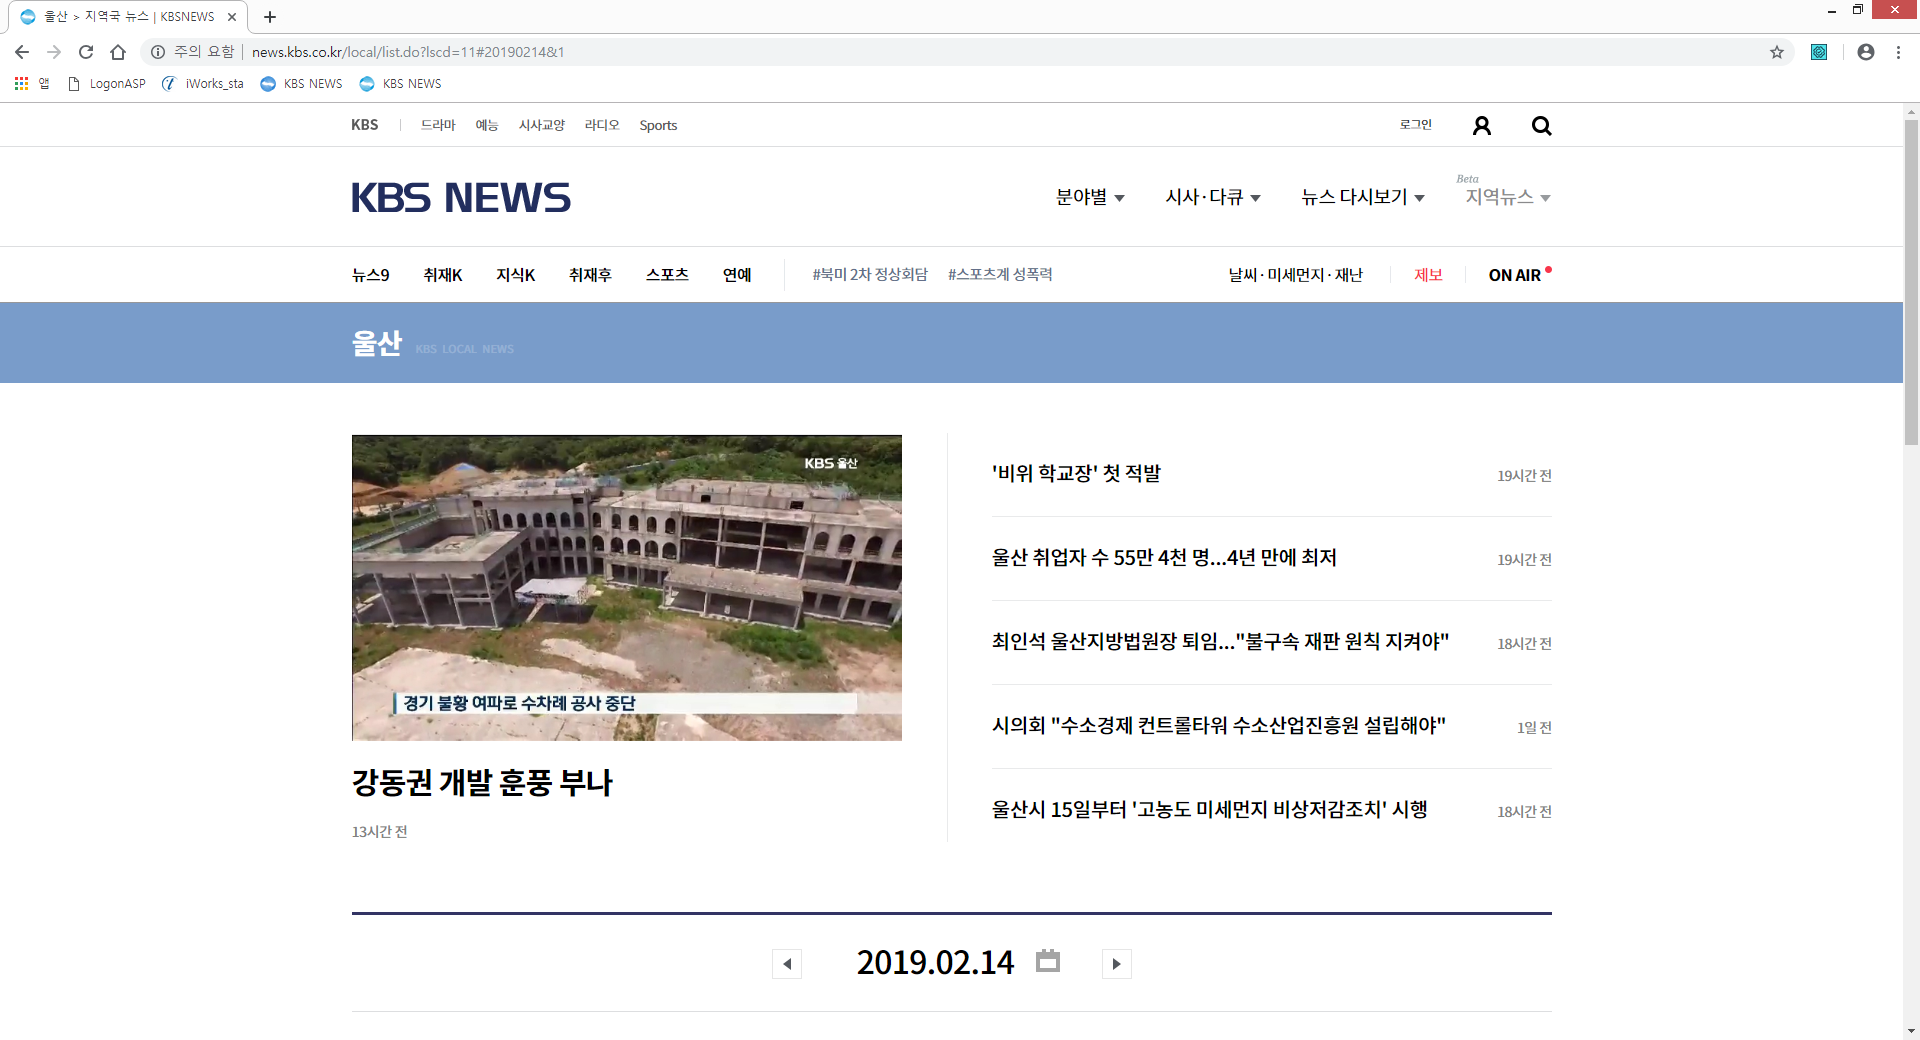 울산 > 지역국 뉴스 | KBSNEWS
주의 요함 | news.kbs.co.kr/local/list.do?lscd=11#20190214&1
앱 LogonASP iWorks_sta KBS NEWS KBS NEWS
KBS 드라마 예능 시사교양 라디오 Sports 로그인
Beta
KBS NEWS 분야별 시사·다큐 뉴스 다시보기 지역뉴스
뉴스9 취재K 지식K 취재후 스포츠 연예 #북미 2차 정상회담 #스포츠계 성폭력 날씨·미세먼지·재난 제보 ON AIR
울산 KBS LOCAL NEWS
KBS 울산
경기 불황 여파로 수차례 공사 중단
강동권 개발 훈풍 부나
13시간 전
'비위 학교장' 첫 적발 19시간 전
울산 취업자 수 55만 4천 명...4년 만에 최저 19시간 전
최인석 울산지방법원장 퇴임..."불구속 재판 원칙 지켜야" 18시간 전
시의회 "수소경제 컨트롤타워 수소산업진흥원 설립해야" 1일 전
울산시 15일부터 '고농도 미세먼지 비상저감조치' 시행 18시간 전
2019.02.14